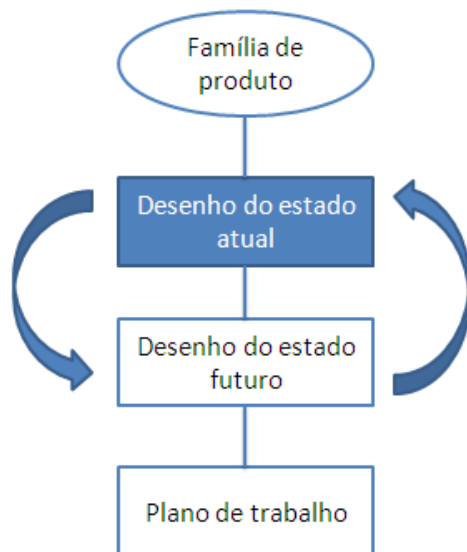 Família de
produto
Desenho do estado
atual
Desenho do estado
futuro
Plano de trabalho